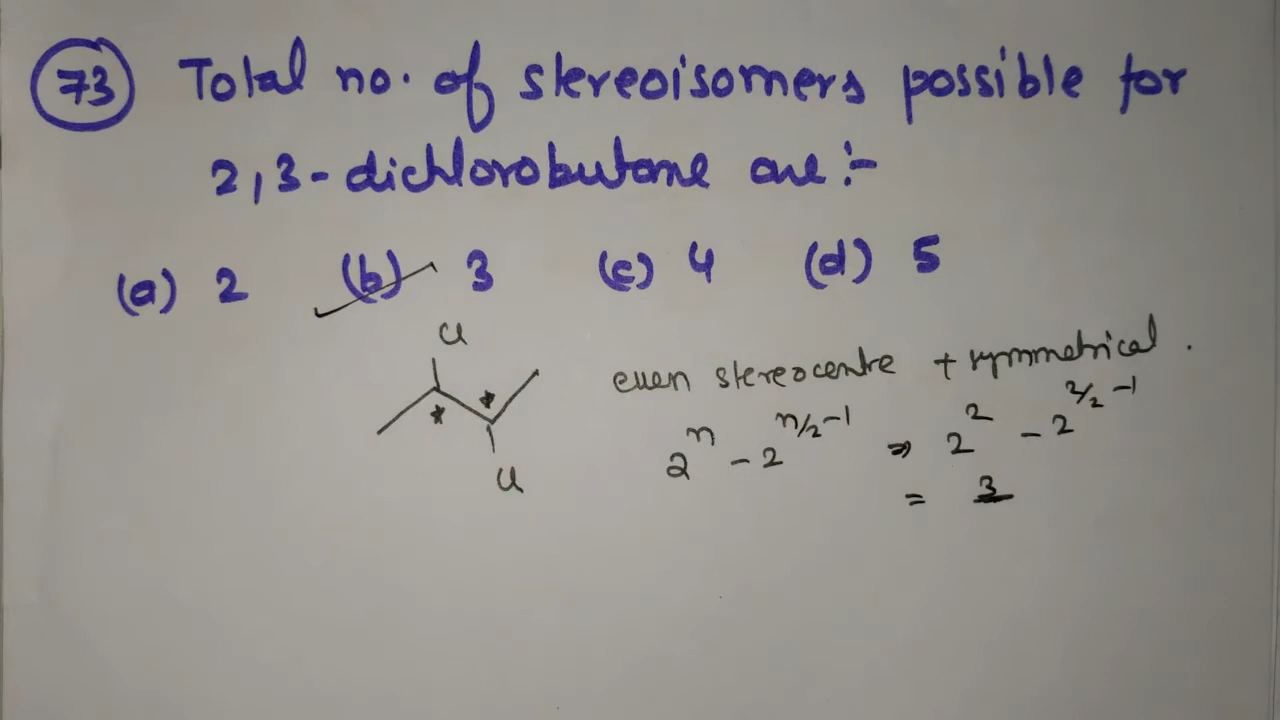 73 Total no. of stereoisomers possible for
2,3-dichlorobutane are :-
(a) 2 (b) 3 (c) 4 (d) 5
Cl
* *
Cl
even stereocentre + symmetrical.
2^n - 2^{n/2-1} ⇒ 2^2 - 2^{2/2-1}
= 3